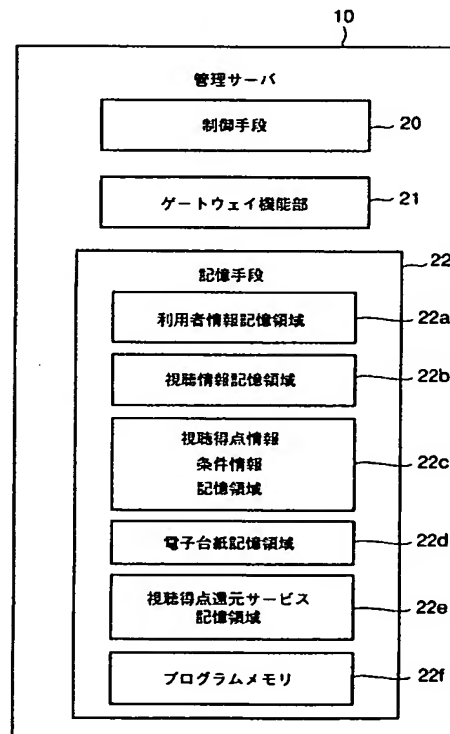 10
管理サーバ
制御手段
20
ゲートウェイ機能部
21
22
記憶手段
利用者情報記憶領域
22a
視聴情報記憶領域
22b
視聴得点情報
条件情報
記憶領域
22c
電子台紙記憶領域
22d
視聴得点還元サービス
記憶領域
22e
プログラムメモリ
22f